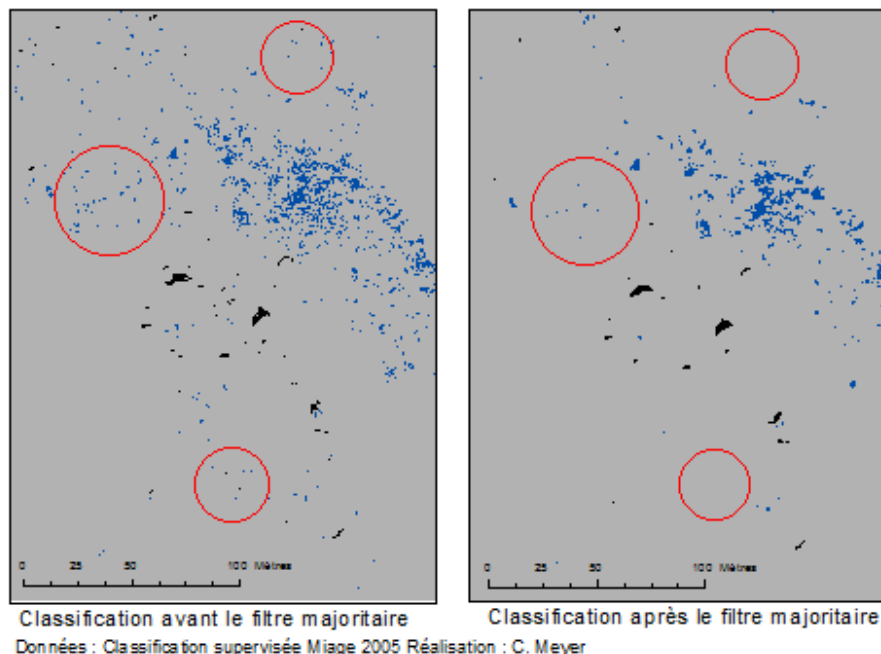 0 25 50 100 Mètres
0 25 50 100 Mètres
Classification avant le filtre majoritaire
Classification après le filtre majoritaire
Données : Classification supervisée Miage 2005 Réalisation : C. Meyer